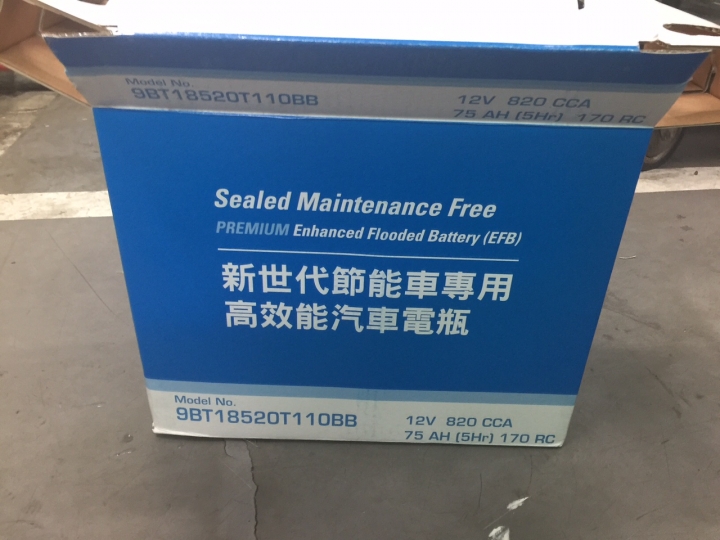 Model No.
9BT18520T110BB
12V 820 CCA
75 AH (5Hr) 170 RC
Sealed Maintenance Free
PREMIUM Enhanced Flooded Battery (EFB)
新世代節能車專用
高效能汽車電瓶
Model No.
9BT18520T110BB
12V 820 CCA
75 AH (5Hr) 170 RC